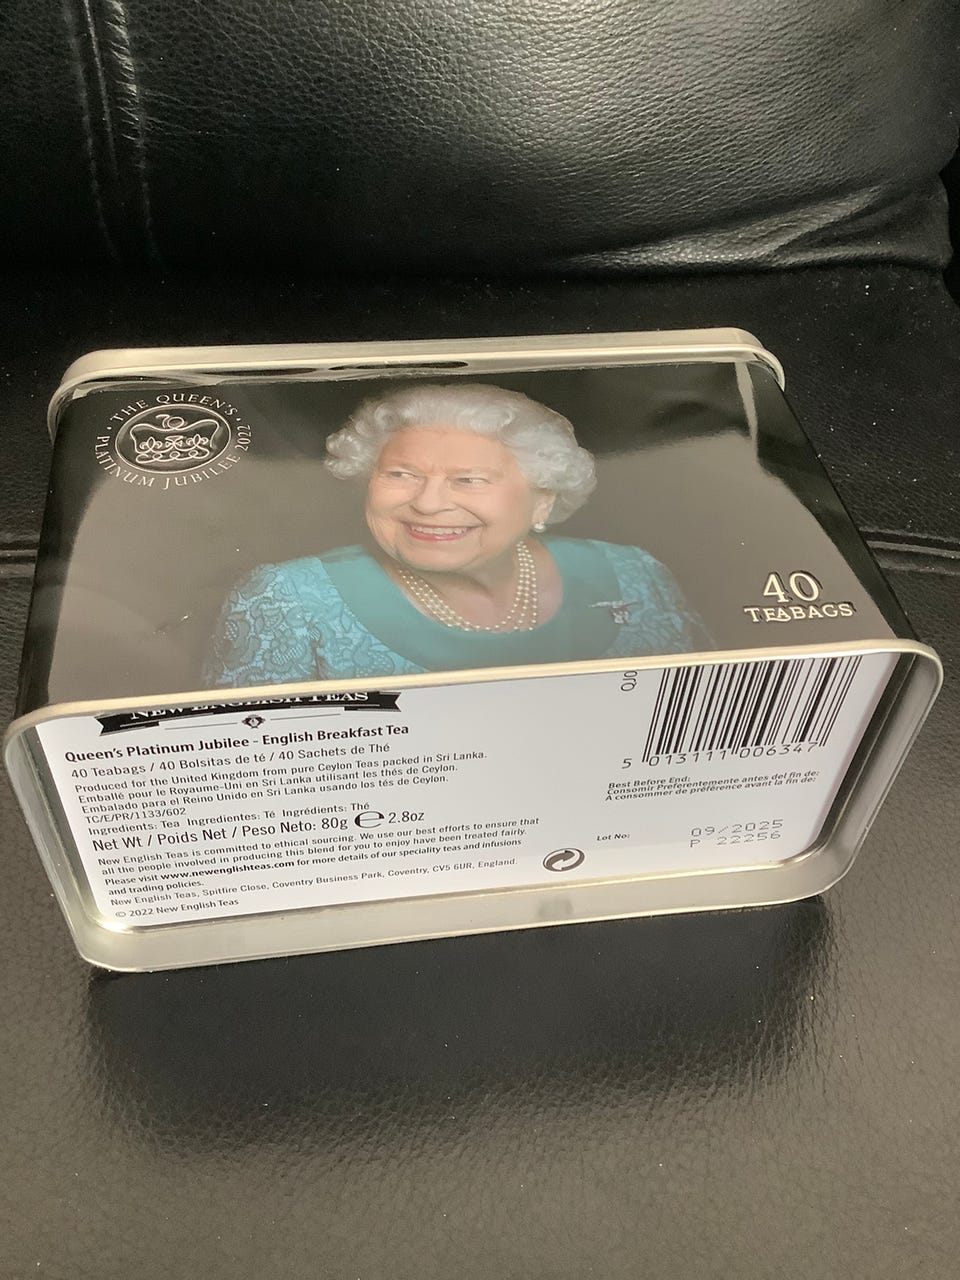 THE QUEEN'S
PLATINUM JUBILEE 2022
70
40
TEABAGS
NEW ENGLISH TEAS
Queen's Platinum Jubilee – English Breakfast Tea
40 Teabags / 40 Bolsitas de té / 40 Sachets de Thé
Produced for the United Kingdom from pure Ceylon Teas packed in Sri Lanka.
Emballé pour le Royaume-Uni en Sri Lanka utilisant les thés de Ceylon.
Embalado para el Reino Unido en Sri Lanka usando los tés de Ceylon.
TC/E/PR/1133/602
Ingredients: Tea Ingredientes: Té Ingrédients: Thé
Net Wt / Poids Net / Peso Neto: 80g e 2.8oz
New English Teas is committed to ethical sourcing. We use our best efforts to ensure that
all the people involved in producing this blend for you to enjoy have been treated fairly.
Please visit www.newenglishteas.com for more details of our speciality teas and infusions
and trading policies.
New English Teas, Spitfire Close, Coventry Business Park, Coventry, CV5 6UR, England.
© 2022 New English Teas
5 013111 006347
Best Before End:
Consomir Preferentemente antes del fin de:
A consommer de préférence avant la fin de:
09/2025
Lot No: P 22256